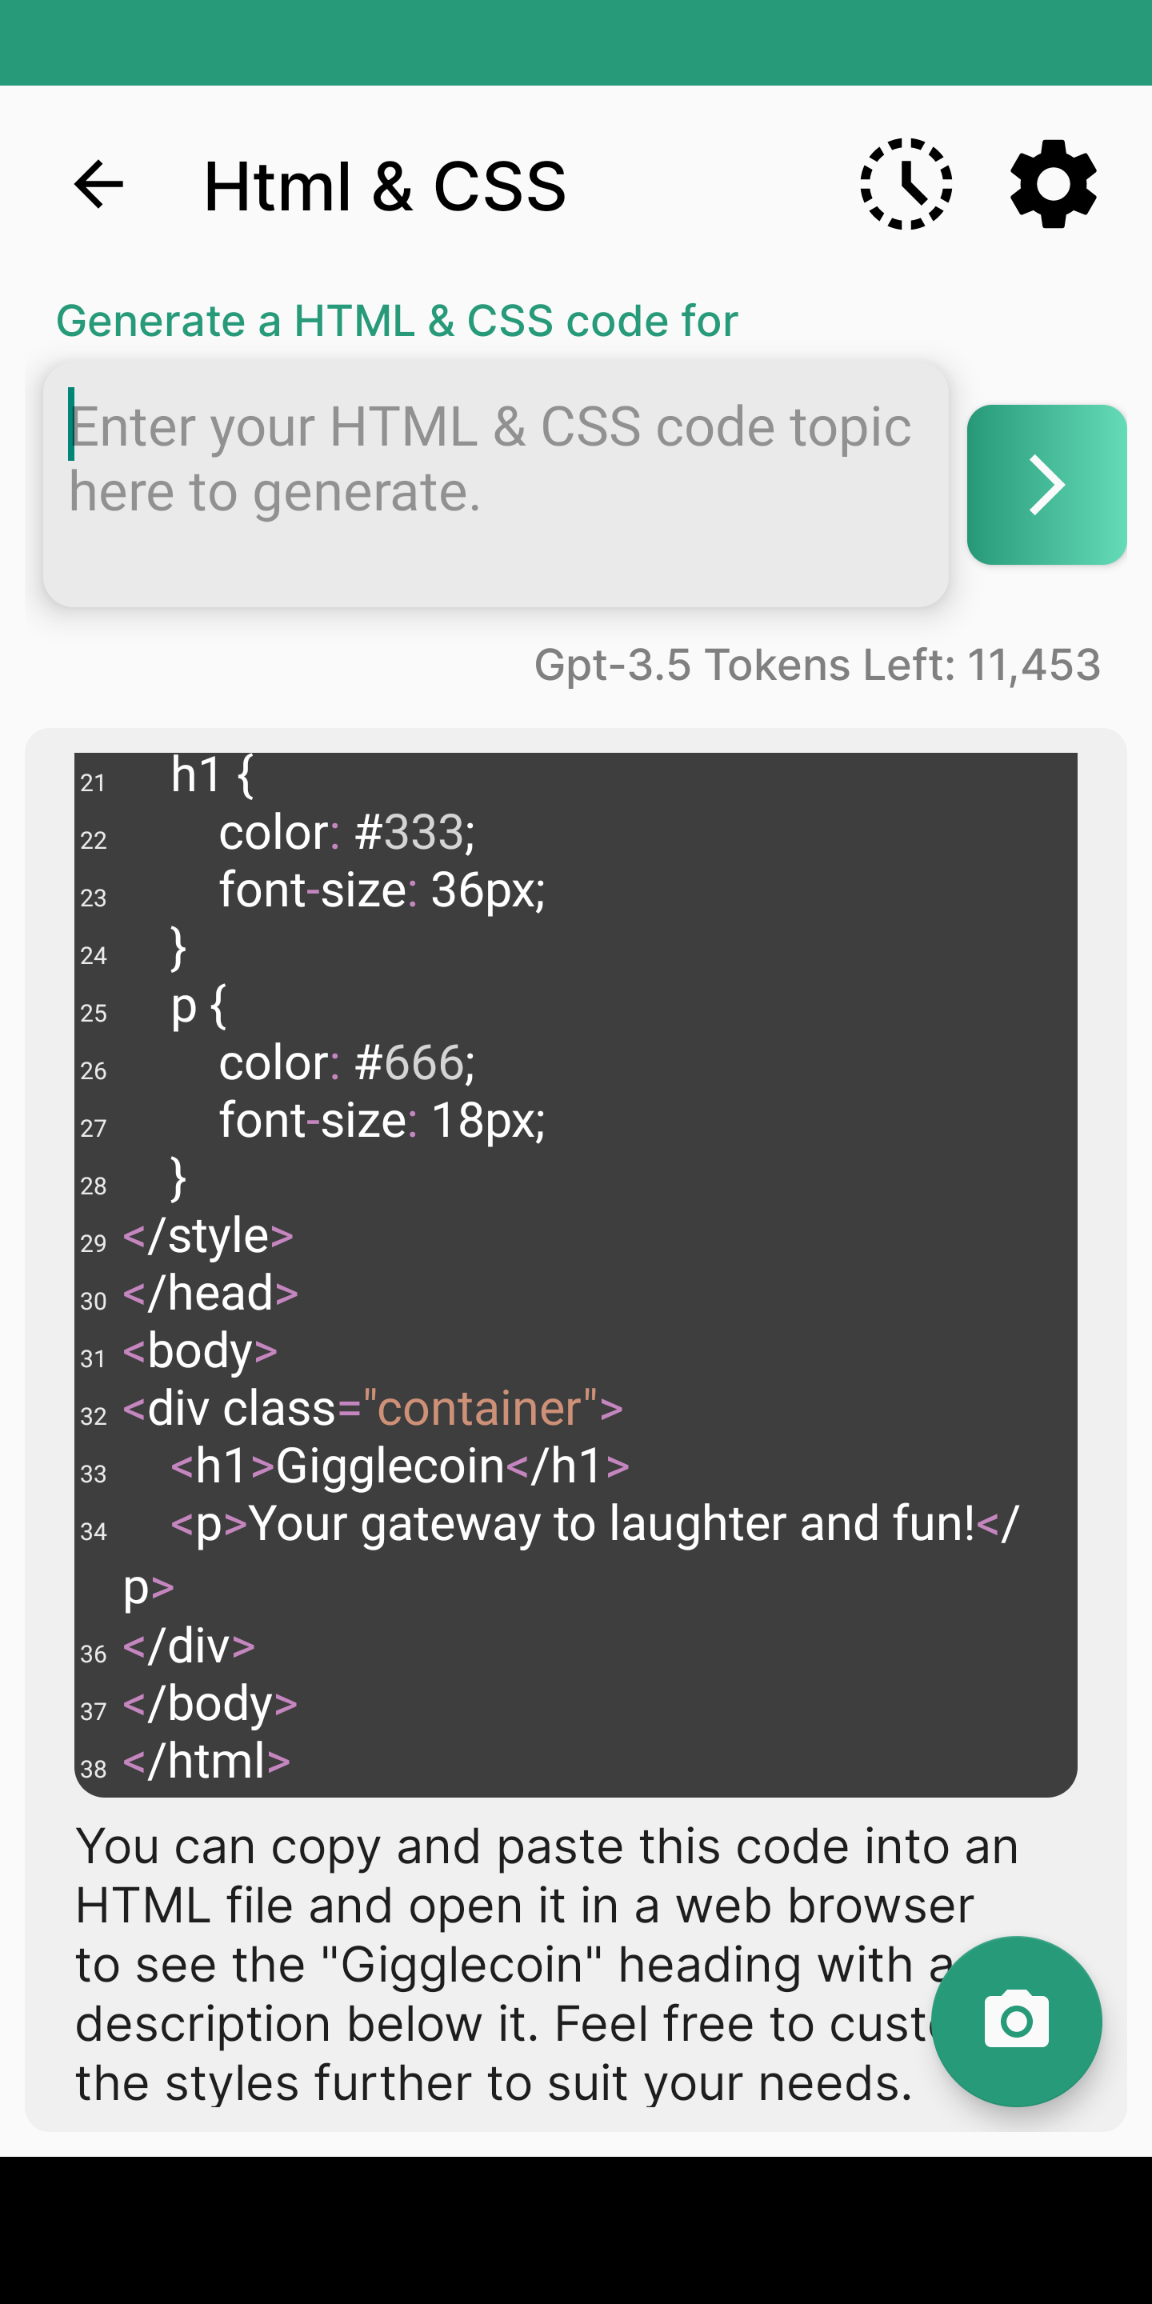 Html & CSS
Generate a HTML & CSS code for
Enter your HTML & CSS code topic
here to generate.
Gpt-3.5 Tokens Left: 11,453
21 h1 {
22 color: #333;
23 font-size: 36px;
24 }
25 p {
26 color: #666;
27 font-size: 18px;
28 }
29 </style>
30 </head>
31 <body>
32 <div class="container">
33 <h1>Gigglecoin</h1>
34 <p>Your gateway to laughter and fun!</
p>
36 </div>
37 </body>
38 </html>
You can copy and paste this code into an
HTML file and open it in a web browser
to see the "Gigglecoin" heading with a
description below it. Feel free to
the styles further to suit your needs.